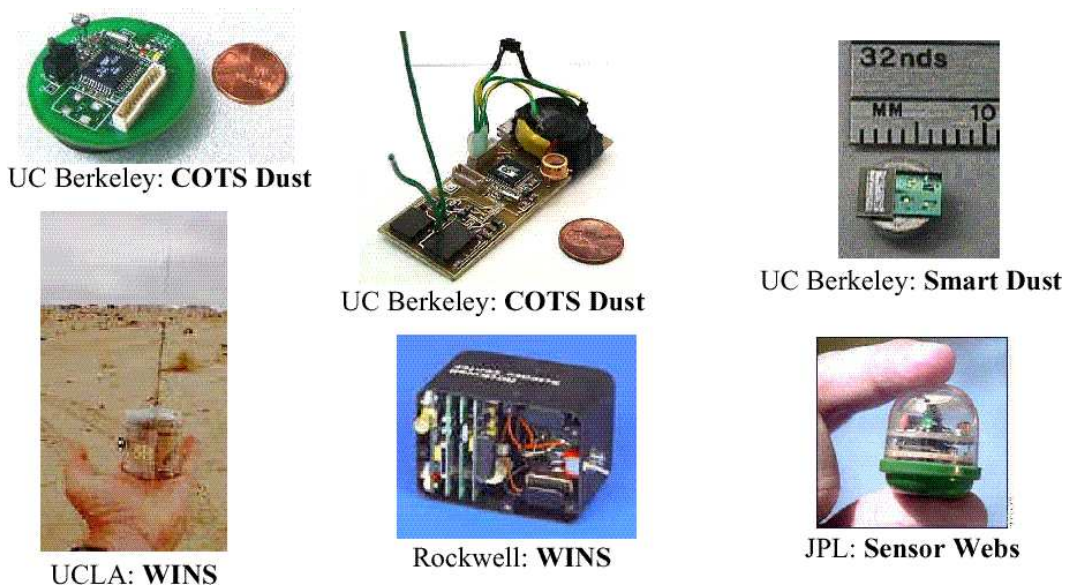 UC Berkeley: COTS Dust
UC Berkeley: COTS Dust
32nds
MM 10
UC Berkeley: Smart Dust
UCLA: WINS
Rockwell: WINS
JPL: Sensor Webs